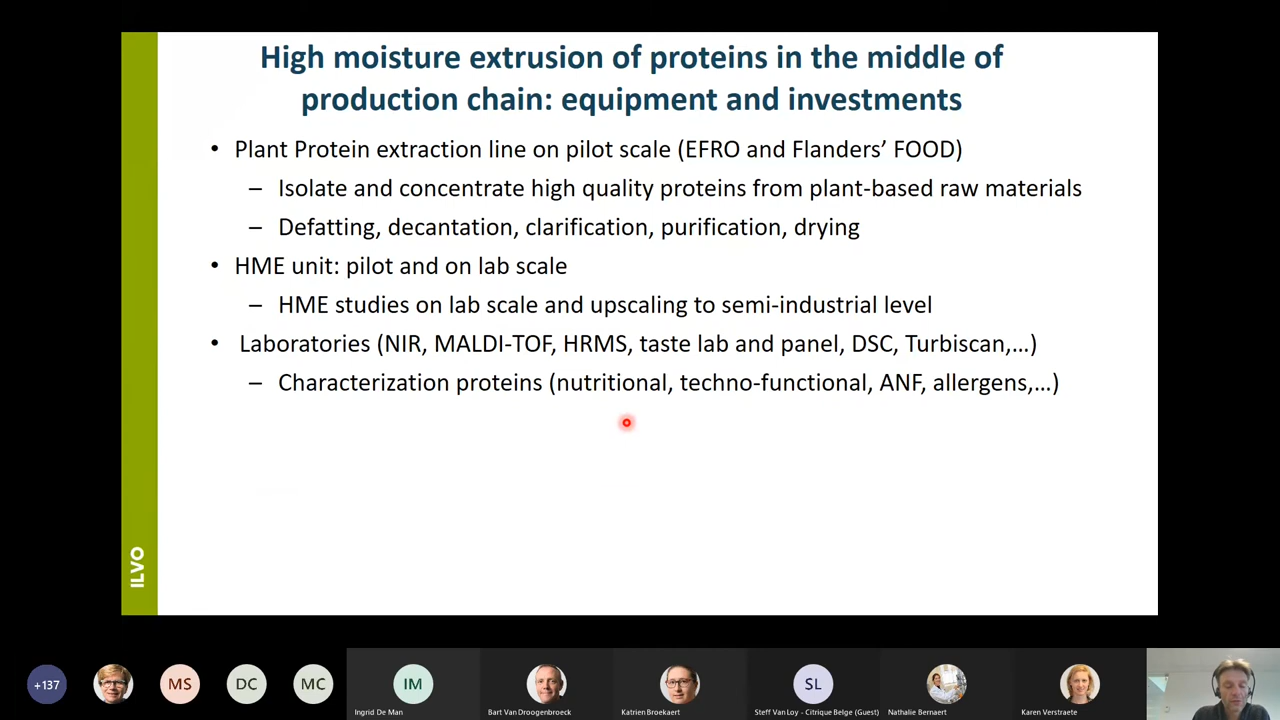 High moisture extrusion of proteins in the middle of
production chain: equipment and investments
• Plant Protein extraction line on pilot scale (EFRO and Flanders’ FOOD)
– Isolate and concentrate high quality proteins from plant-based raw materials
– Defatting, decantation, clarification, purification, drying
• HME unit: pilot and on lab scale
– HME studies on lab scale and upscaling to semi-industrial level
• Laboratories (NIR, MALDI-TOF, HRMS, taste lab and panel, DSC, Turbiscan,...)
– Characterization proteins (nutritional, techno-functional, ANF, allergens,...)
ILVO
+137
MS
DC
MC
IM
SL
Ingrid De Man
Bart Van Droogenbroeck
Katrien Broekaert
Steff Van Loy - Citrique Belge (Guest)
Nathalie Bernaert
Karen Verstraete